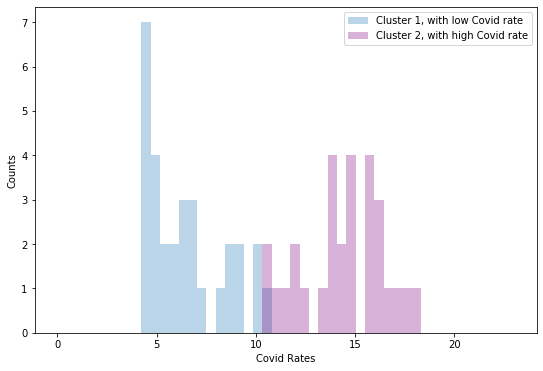 Cluster 1, with low Covid rate
Cluster 2, with high Covid rate
7
6
5
4
3
2
1
0
Counts
0 5 10 15 20
Covid Rates